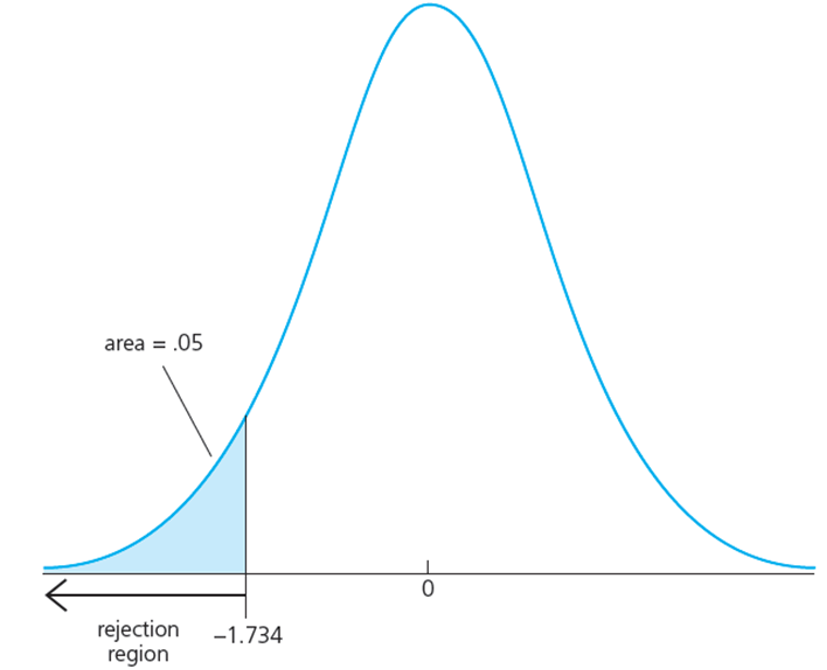 area = .05
0
rejection
region
–1.734